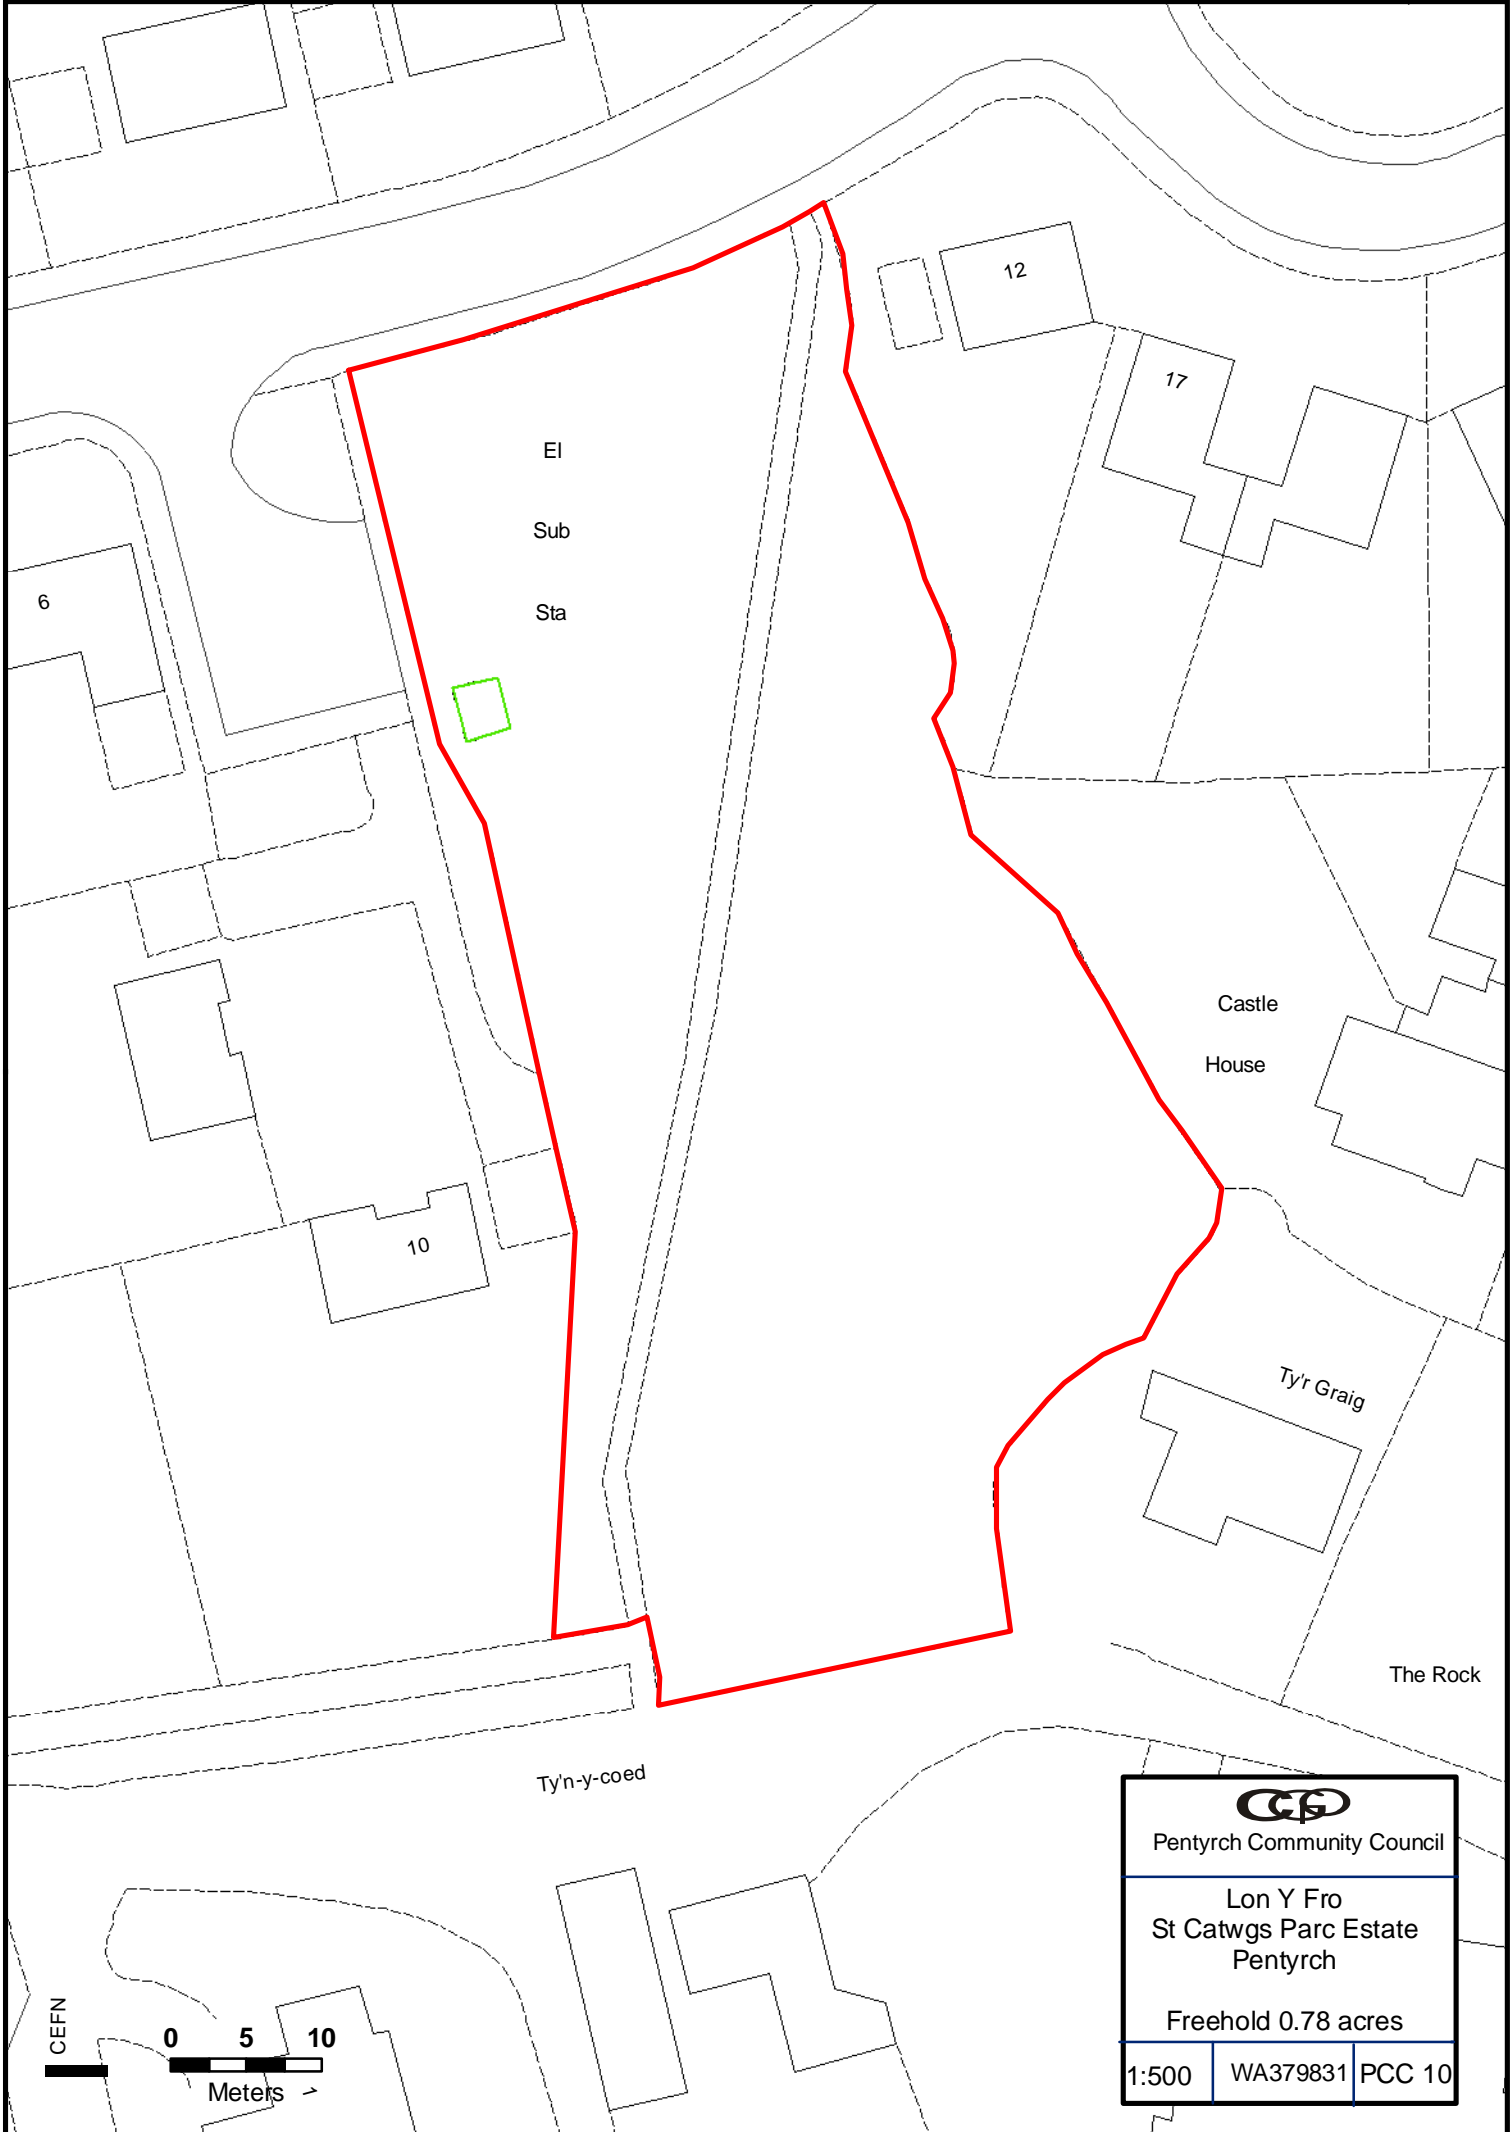 12
17
El
Sub
Sta
6
Castle
House
10
Ty'r Graig
The Rock
Ty'n-y-coed
CEFN
0 5 10
Meters
Pentyrch Community Council
Lon Y Fro
St Catwgs Parc Estate
Pentyrch
Freehold 0.78 acres
1:500 WA379831 PCC 10